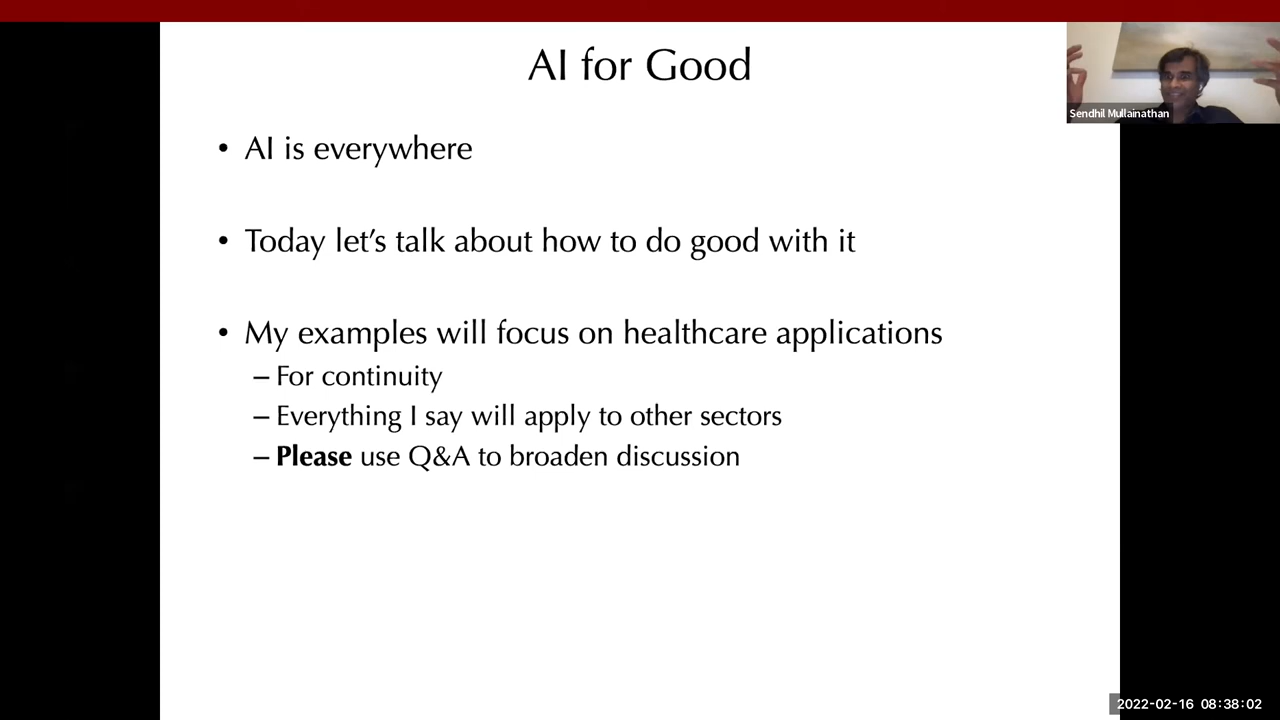 AI for Good
Sendhil Mullainathan
• AI is everywhere
• Today let’s talk about how to do good with it
• My examples will focus on healthcare applications
– For continuity
– Everything I say will apply to other sectors
– Please use Q&A to broaden discussion
2022-02-16 08:38:02